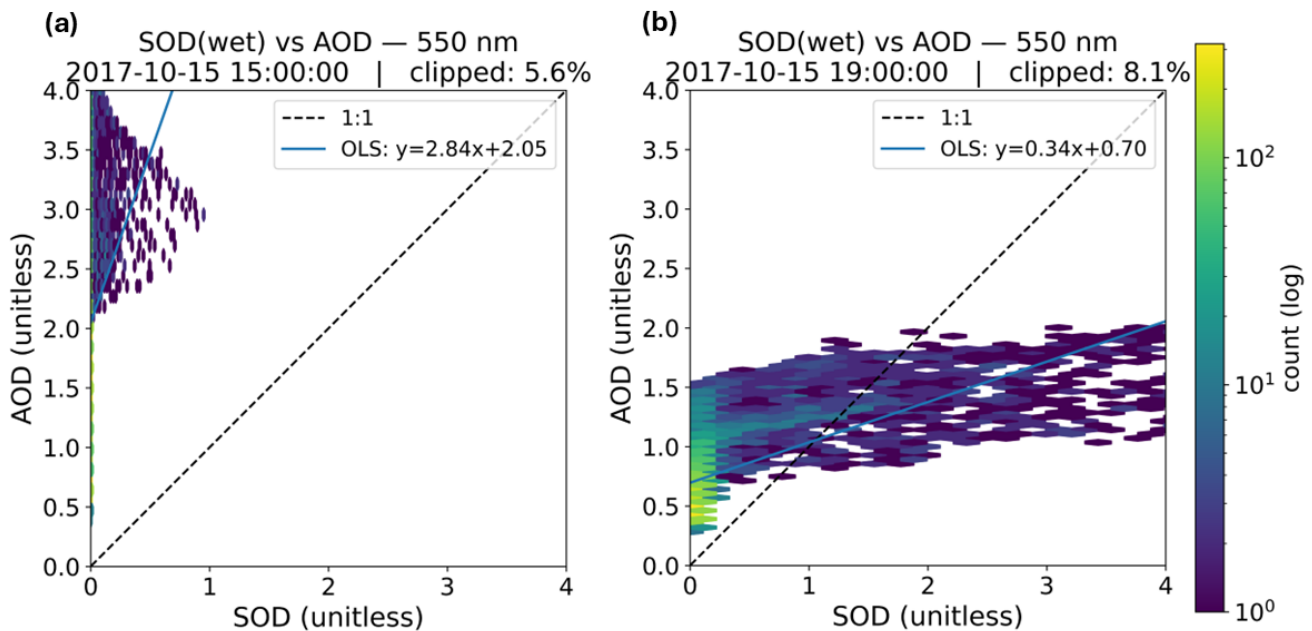 (a)
SOD(wet) vs AOD — 550 nm
2017-10-15 15:00:00 | clipped: 5.6%
4.0
3.5
3.0
2.5
2.0
1.5
1.0
0.5
0.0
AOD (unitless)
1:1
OLS: y=2.84x+2.05
0 1 2 3 4
SOD (unitless)
(b)
SOD(wet) vs AOD — 550 nm
2017-10-15 19:00:00 | clipped: 8.1%
4.0
3.5
3.0
2.5
2.0
1.5
1.0
0.5
0.0
AOD (unitless)
1:1
OLS: y=0.34x+0.70
0 1 2 3 4
SOD (unitless)
10²
10¹
10⁰
count (log)